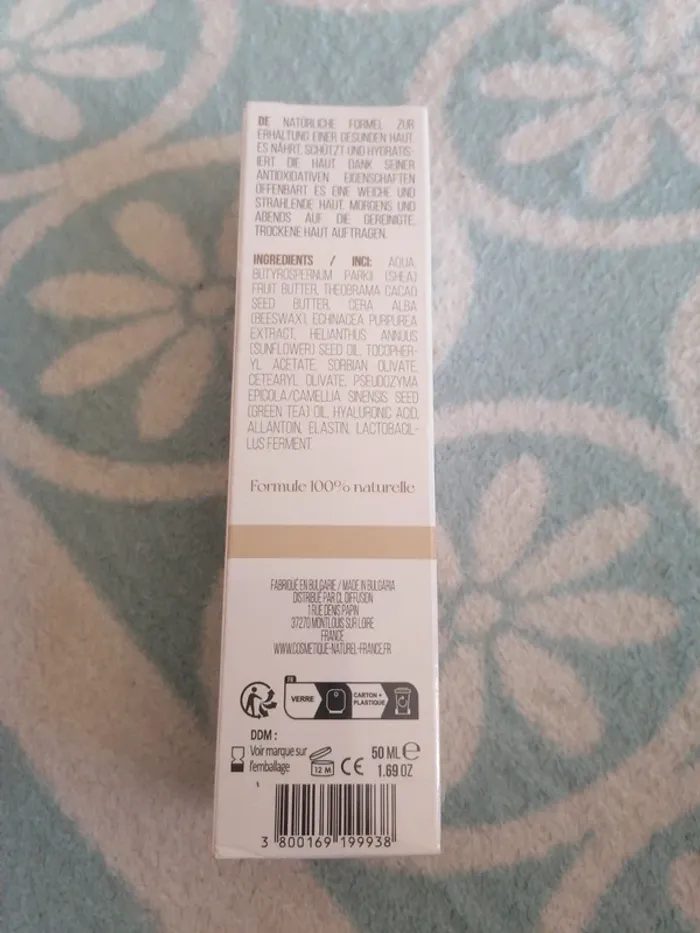 DE NATÜRLICHE FORMEL ZUR
ERHALTUNG EINER GESUNDEN HAUT.
ES NÄHRT, SCHÜTZT UND HYDRATIS-
IERT DIE HAUT DANK SEINER
ANTIOXIDATIVEN EIGENSCHAFTEN
OFFENBART ES EINE WEICHE UND
STRAHLENDE HAUT. MORGENS UND
ABENDS AUF DIE GEREINIGTE,
TROCKENE HAUT AUFTRAGEN.
INGREDIENTS / INCI: AQUA,
BUTYROSPERNUM PARKII (SHEA)
FRUIT BUTTER, THEOBRAMA CACAO
SEED BUTTER, CERA ALBA
(BEESWAX), ECHINACEA PURPUREA
EXTRACT, HELIANTHUS ANNUUS
(SUNFLOWER) SEED OIL, TOCOPHER-
YL ACETATE, SORBIAN OLIVATE,
CETEARYL OLIVATE, PSEUDOZYMA
EPICOLA/CAMELLIA SINENSIS SEED
(GREEN TEA) OIL, HYALURONIC ACID,
ALLANTOIN, ELASTIN, LACTOBACIL-
LUS FERMENT
Formule 100% naturelle
FABRIQUÉ EN BULGARIE / MADE IN BULGARIA
DISTRIBUÉ PAR CL DIFFUSION
1 RUE DENIS PAPIN
37270 MONTLOUIS SUR LOIRE
FRANCE
WWW.COSMETIQUE-NATUREL-FRANCE.FR
FR
VERRE
CARTON +
PLASTIQUE
DDM :
Voir marque sur
l'emballage
12 M
CE
50 ML e
1.69 OZ
3 800169 199938